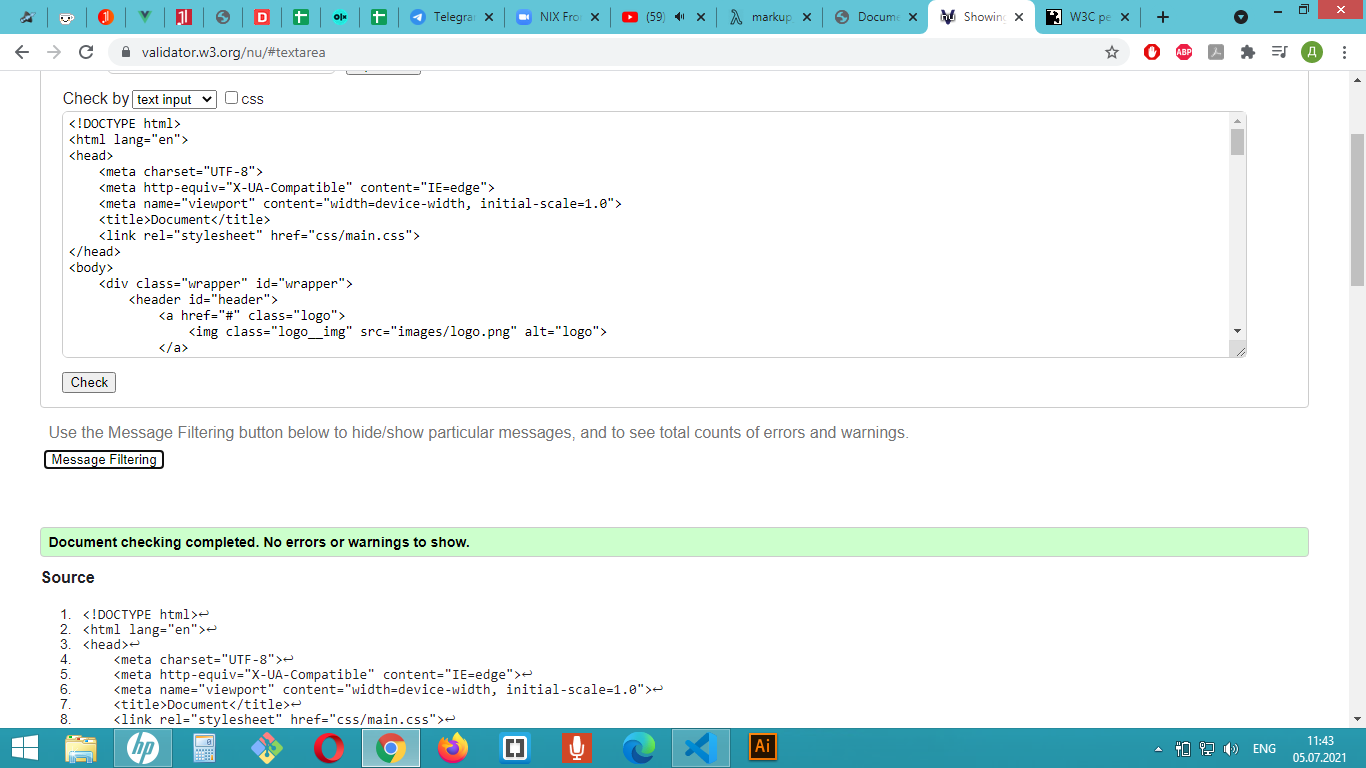 Telegra
NIX Fro
(59)
markup
Docume
Showing
W3C pe
validator.w3.org/nu/#textarea
ABP
Д
Check by text input css
<!DOCTYPE html>
<html lang="en">
<head>
    <meta charset="UTF-8">
    <meta http-equiv="X-UA-Compatible" content="IE=edge">
    <meta name="viewport" content="width=device-width, initial-scale=1.0">
    <title>Document</title>
    <link rel="stylesheet" href="css/main.css">
</head>
<body>
    <div class="wrapper" id="wrapper">
        <header id="header">
            <a href="#" class="logo">
                <img class="logo__img" src="images/logo.png" alt="logo">
            </a>
Check
Use the Message Filtering button below to hide/show particular messages, and to see total counts of errors and warnings.
Message Filtering
Document checking completed. No errors or warnings to show.
Source
1. <!DOCTYPE html>↩
2. <html lang="en">↩
3. <head>↩
4.     <meta charset="UTF-8">↩
5.     <meta http-equiv="X-UA-Compatible" content="IE=edge">↩
6.     <meta name="viewport" content="width=device-width, initial-scale=1.0">↩
7.     <title>Document</title>↩
8.     <link rel="stylesheet" href="css/main.css">↩
hp
Ai
ENG
11:43
05.07.2021